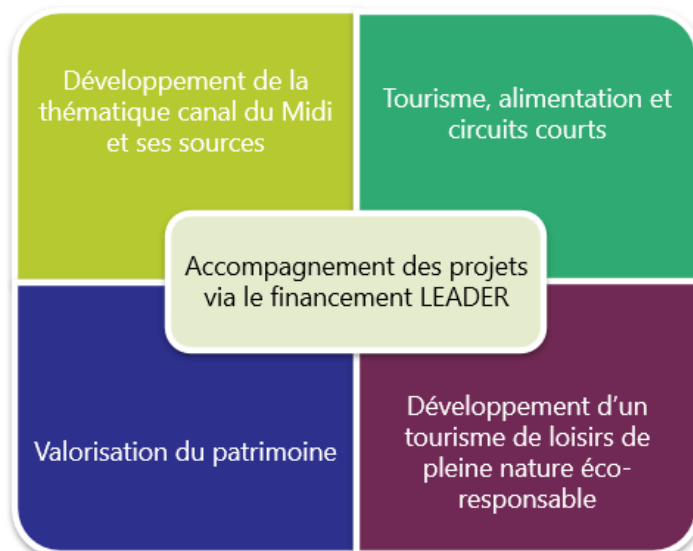 Développement de la
thématique canal du Midi
et ses sources
Tourisme, alimentation et
circuits courts
Accompagnement des projets
via le financement LEADER
Valorisation du patrimoine
Développement d'un
tourisme de loisirs de
pleine nature éco-
responsable